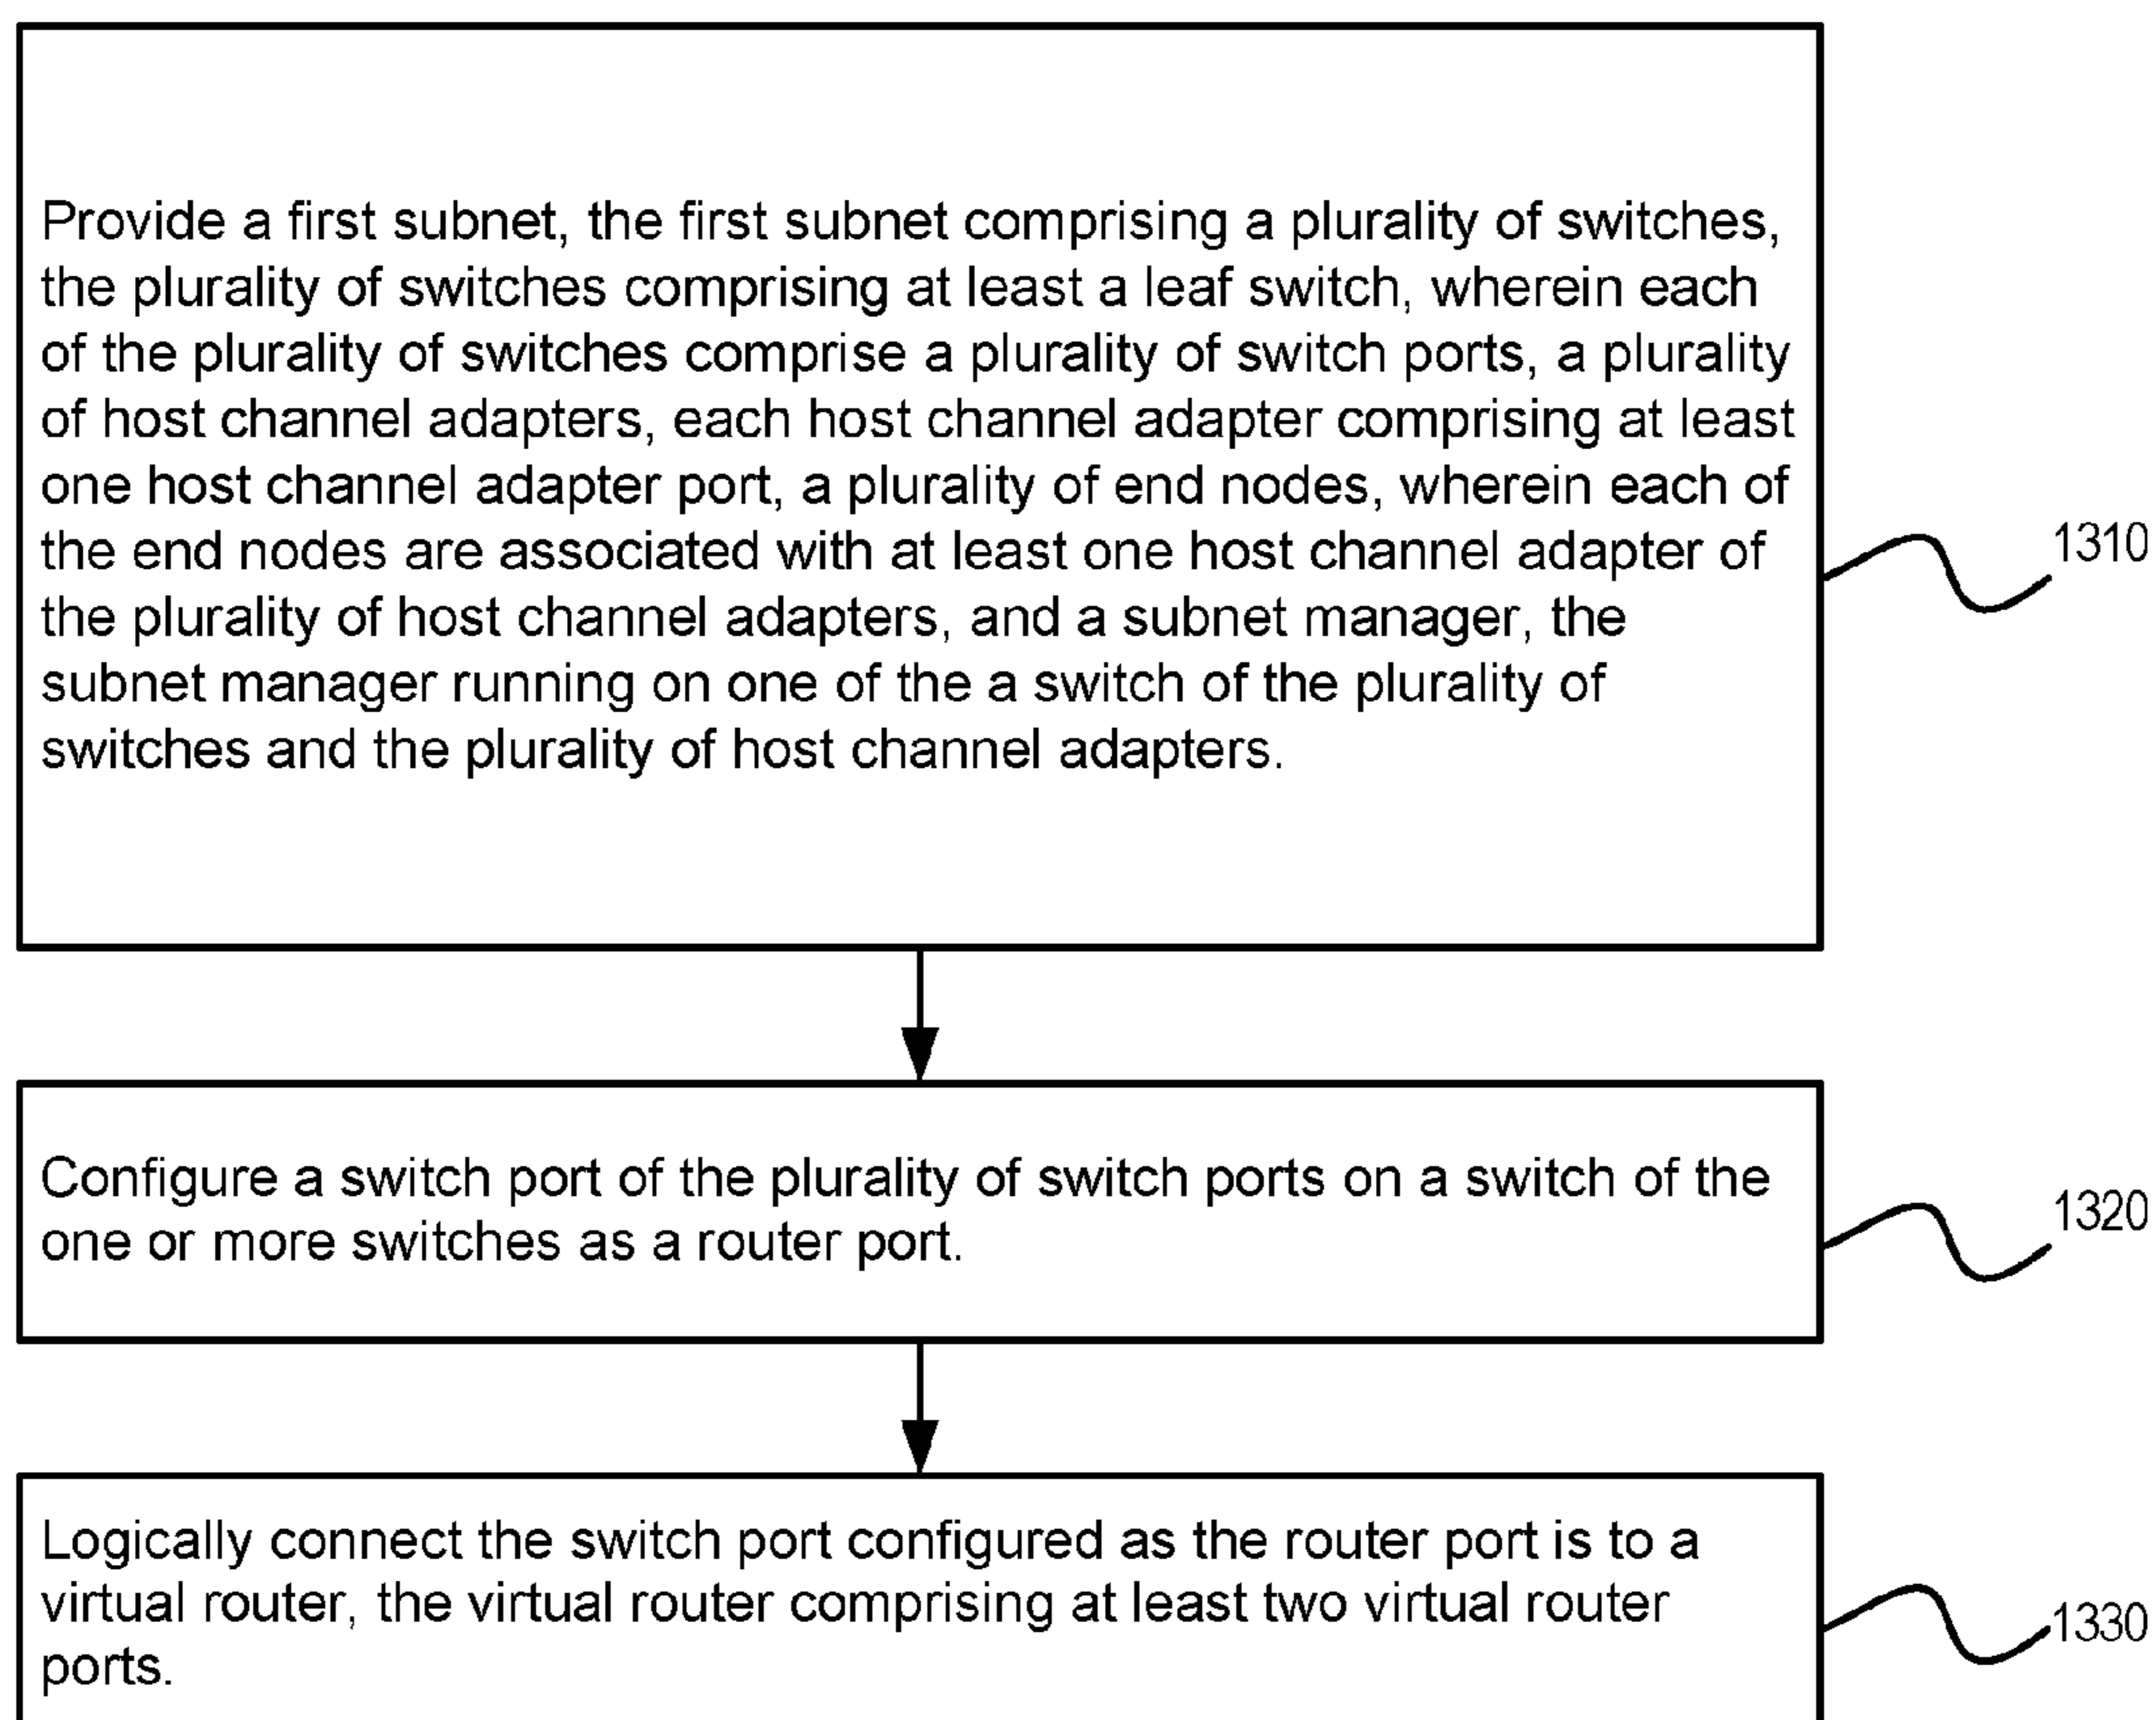 Provide a first subnet, the first subnet comprising a plurality of switches,
the plurality of switches comprising at least a leaf switch, wherein each
of the plurality of switches comprise a plurality of switch ports, a plurality
of host channel adapters, each host channel adapter comprising at least
one host channel adapter port, a plurality of end nodes, wherein each of
the end nodes are associated with at least one host channel adapter of
the plurality of host channel adapters, and a subnet manager, the
subnet manager running on one of the a switch of the plurality of
switches and the plurality of host channel adapters.
1310
Configure a switch port of the plurality of switch ports on a switch of the
one or more switches as a router port.
1320
Logically connect the switch port configured as the router port is to a
virtual router, the virtual router comprising at least two virtual router
ports.
1330